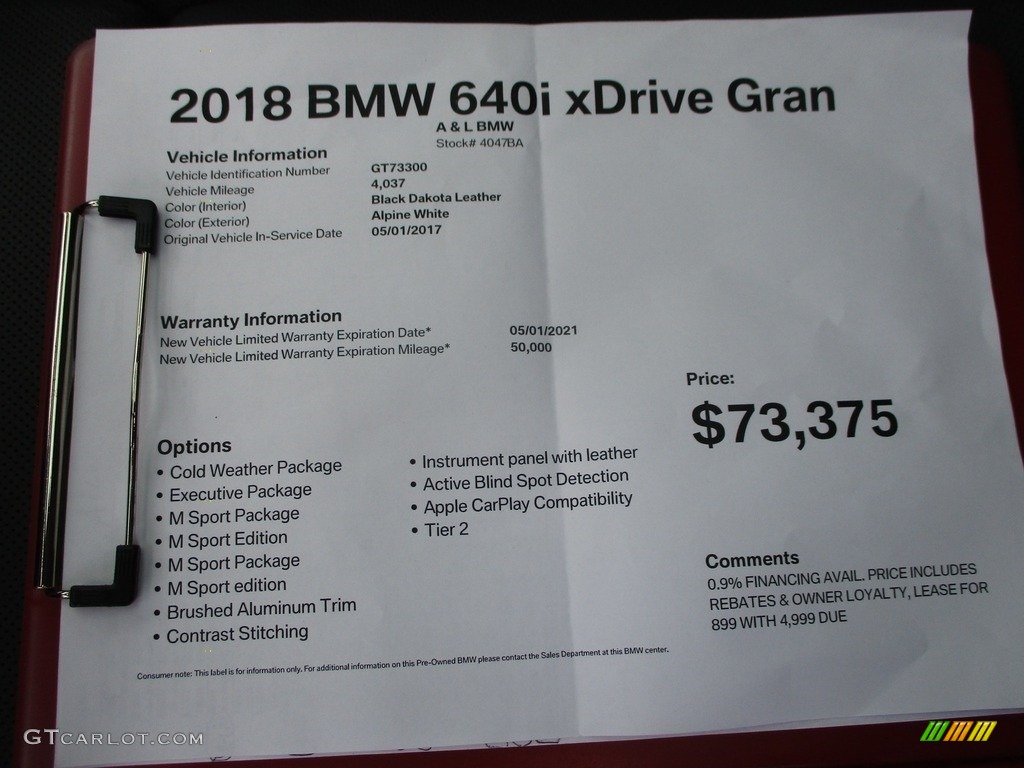 2018 BMW 640i xDrive Gran
A & L BMW
Stock# 4047BA
Vehicle Information
Vehicle Identification Number GT73300
Vehicle Mileage 4,037
Color (Interior) Black Dakota Leather
Color (Exterior) Alpine White
Original Vehicle In-Service Date 05/01/2017
Warranty Information
New Vehicle Limited Warranty Expiration Date* 05/01/2021
New Vehicle Limited Warranty Expiration Mileage* 50,000
Price:
$73,375
Options
• Cold Weather Package
• Executive Package
• M Sport Package
• M Sport Edition
• M Sport Package
• M Sport edition
• Brushed Aluminum Trim
• Contrast Stitching
• Instrument panel with leather
• Active Blind Spot Detection
• Apple CarPlay Compatibility
• Tier 2
Comments
0.9% FINANCING AVAIL. PRICE INCLUDES
REBATES & OWNER LOYALTY, LEASE FOR
899 WITH 4,999 DUE
Consumer note: This label is for information only. For additional information on this Pre-Owned BMW please contact the Sales Department at this BMW center.
GTCARLOT.COM